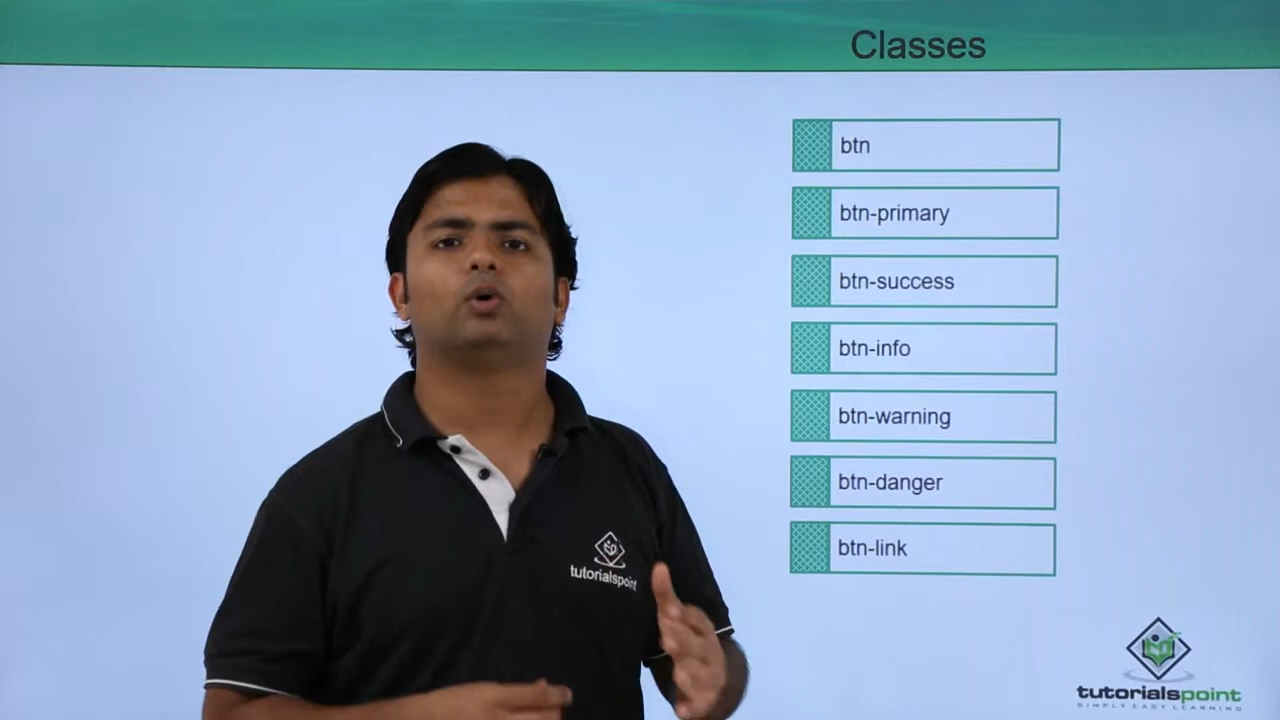 Classes
btn
btn-primary
btn-success
btn-info
btn-warning
btn-danger
btn-link
tutorialspoint
tutorialspoint
SIMPLY EASY LEARNING